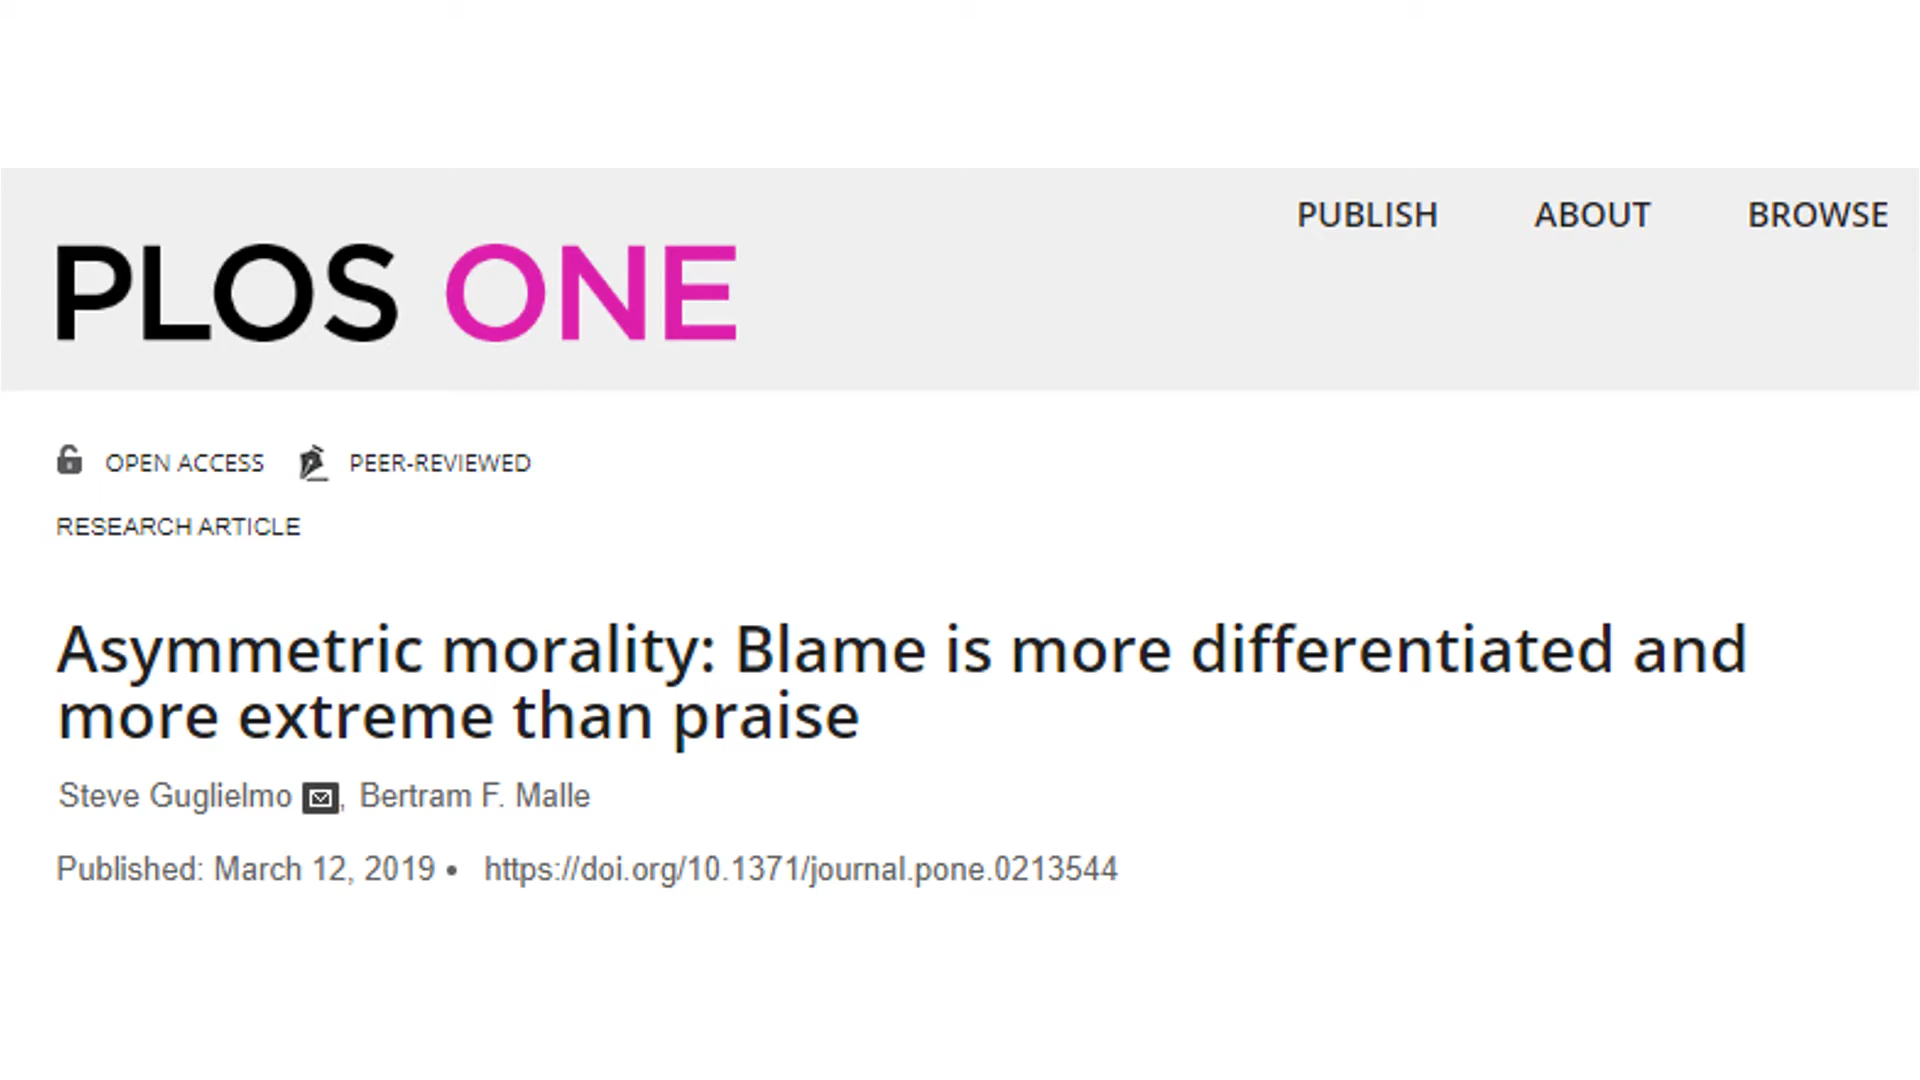 PUBLISH ABOUT BROWSE
PLOS ONE
OPEN ACCESS PEER-REVIEWED
RESEARCH ARTICLE
Asymmetric morality: Blame is more differentiated and
more extreme than praise
Steve Guglielmo , Bertram F. Malle
Published: March 12, 2019 • https://doi.org/10.1371/journal.pone.0213544